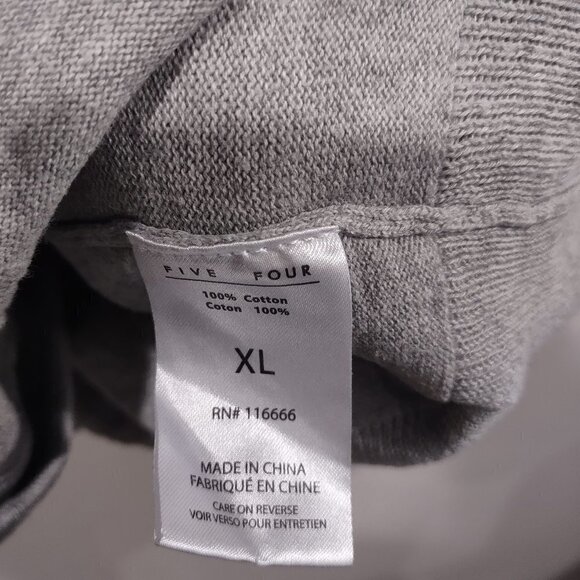 FIVE FOUR
100% Cotton
Coton 100%
XL
RN# 116666
MADE IN CHINA
FABRIQUÉ EN CHINE
CARE ON REVERSE
VOIR VERSO POUR ENTRETIEN